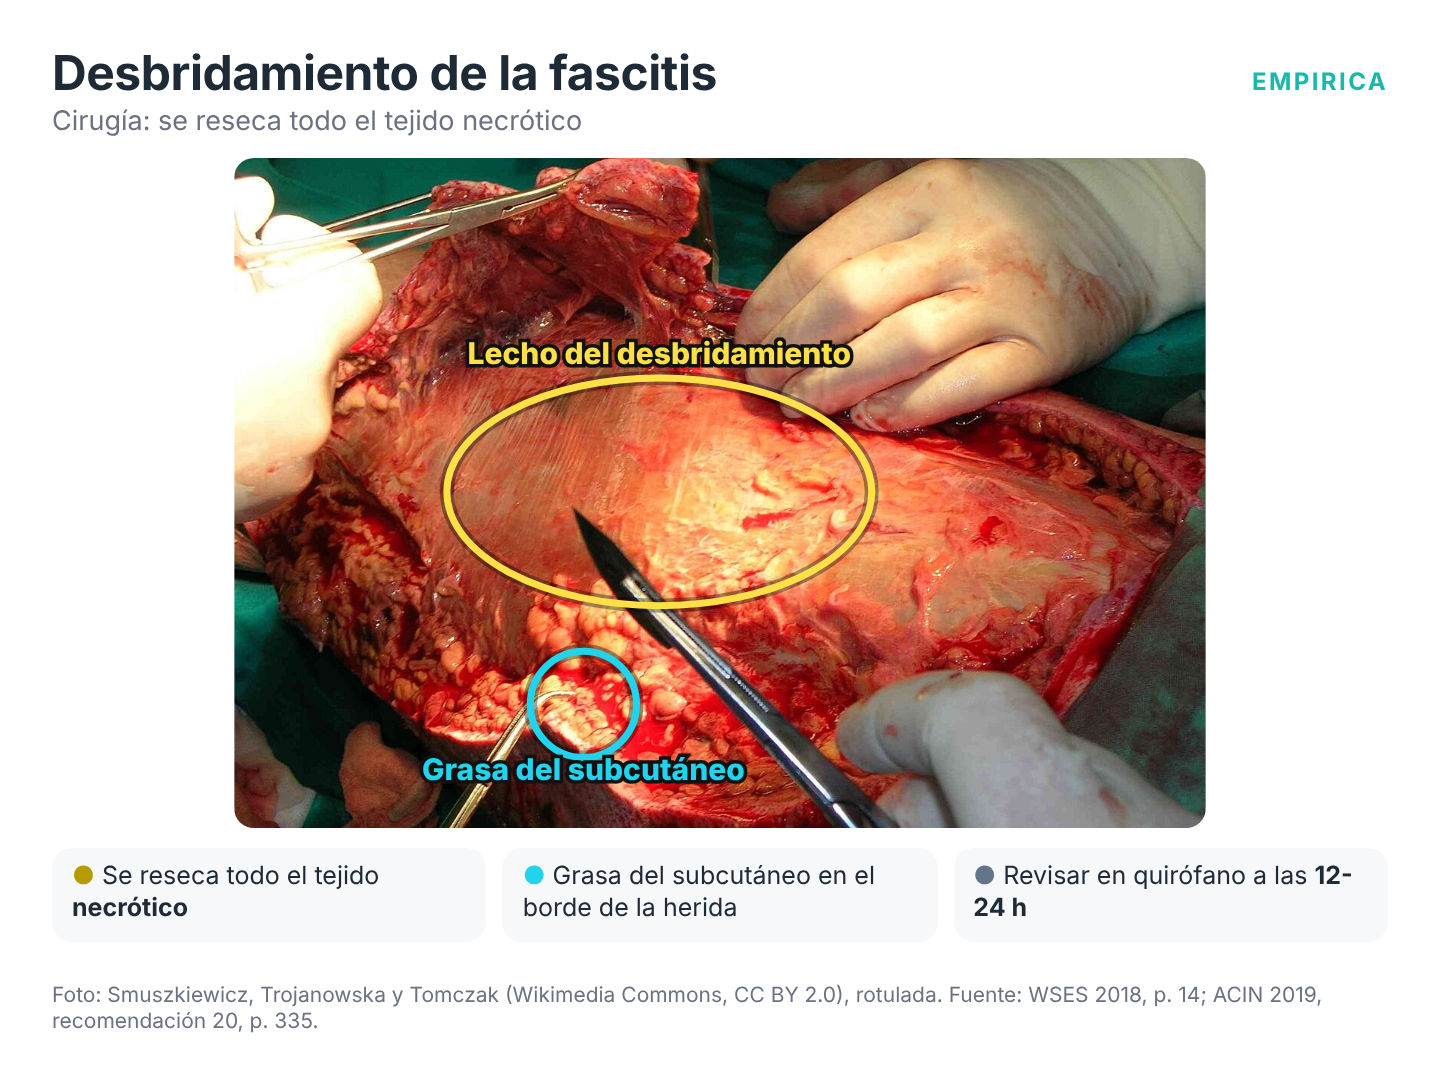 Desbridamiento de la fascitis
EMPIRICA
Cirugía: se reseca todo el tejido necrótico
Lecho del desbridamiento
Grasa del subcutáneo
Se reseca todo el tejido
necrótico
Grasa del subcutáneo en el
borde de la herida
Revisar en quirófano a las 12-
24 h
Foto: Smuszkiewicz, Trojanowska y Tomczak (Wikimedia Commons, CC BY 2.0), rotulada. Fuente: WSES 2018, p. 14; ACIN 2019,
recomendación 20, p. 335.